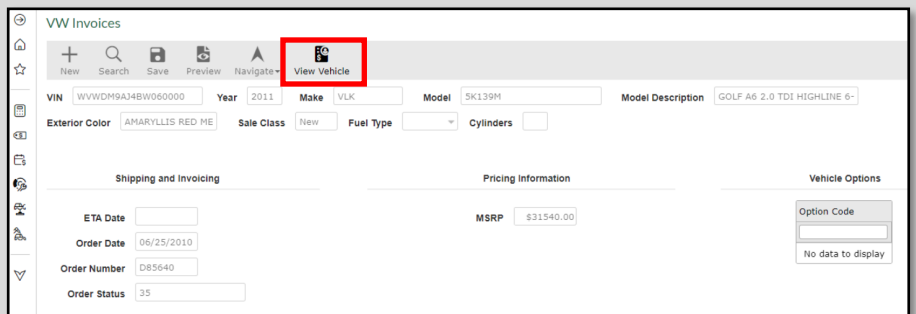 VW Invoices
New Search Save Preview Navigate View Vehicle
VIN WVWDM9AJ4BW060000 Year 2011 Make VLK Model 5K139M Model Description GOLF A6 2.0 TDI HIGHLINE 6-
Exterior Color AMARYLLIS RED ME Sale Class New Fuel Type Cylinders
Shipping and Invoicing Pricing Information Vehicle Options
ETA Date MSRP $31540.00 Option Code
Order Date 06/25/2010
No data to display
Order Number D85640
Order Status 35